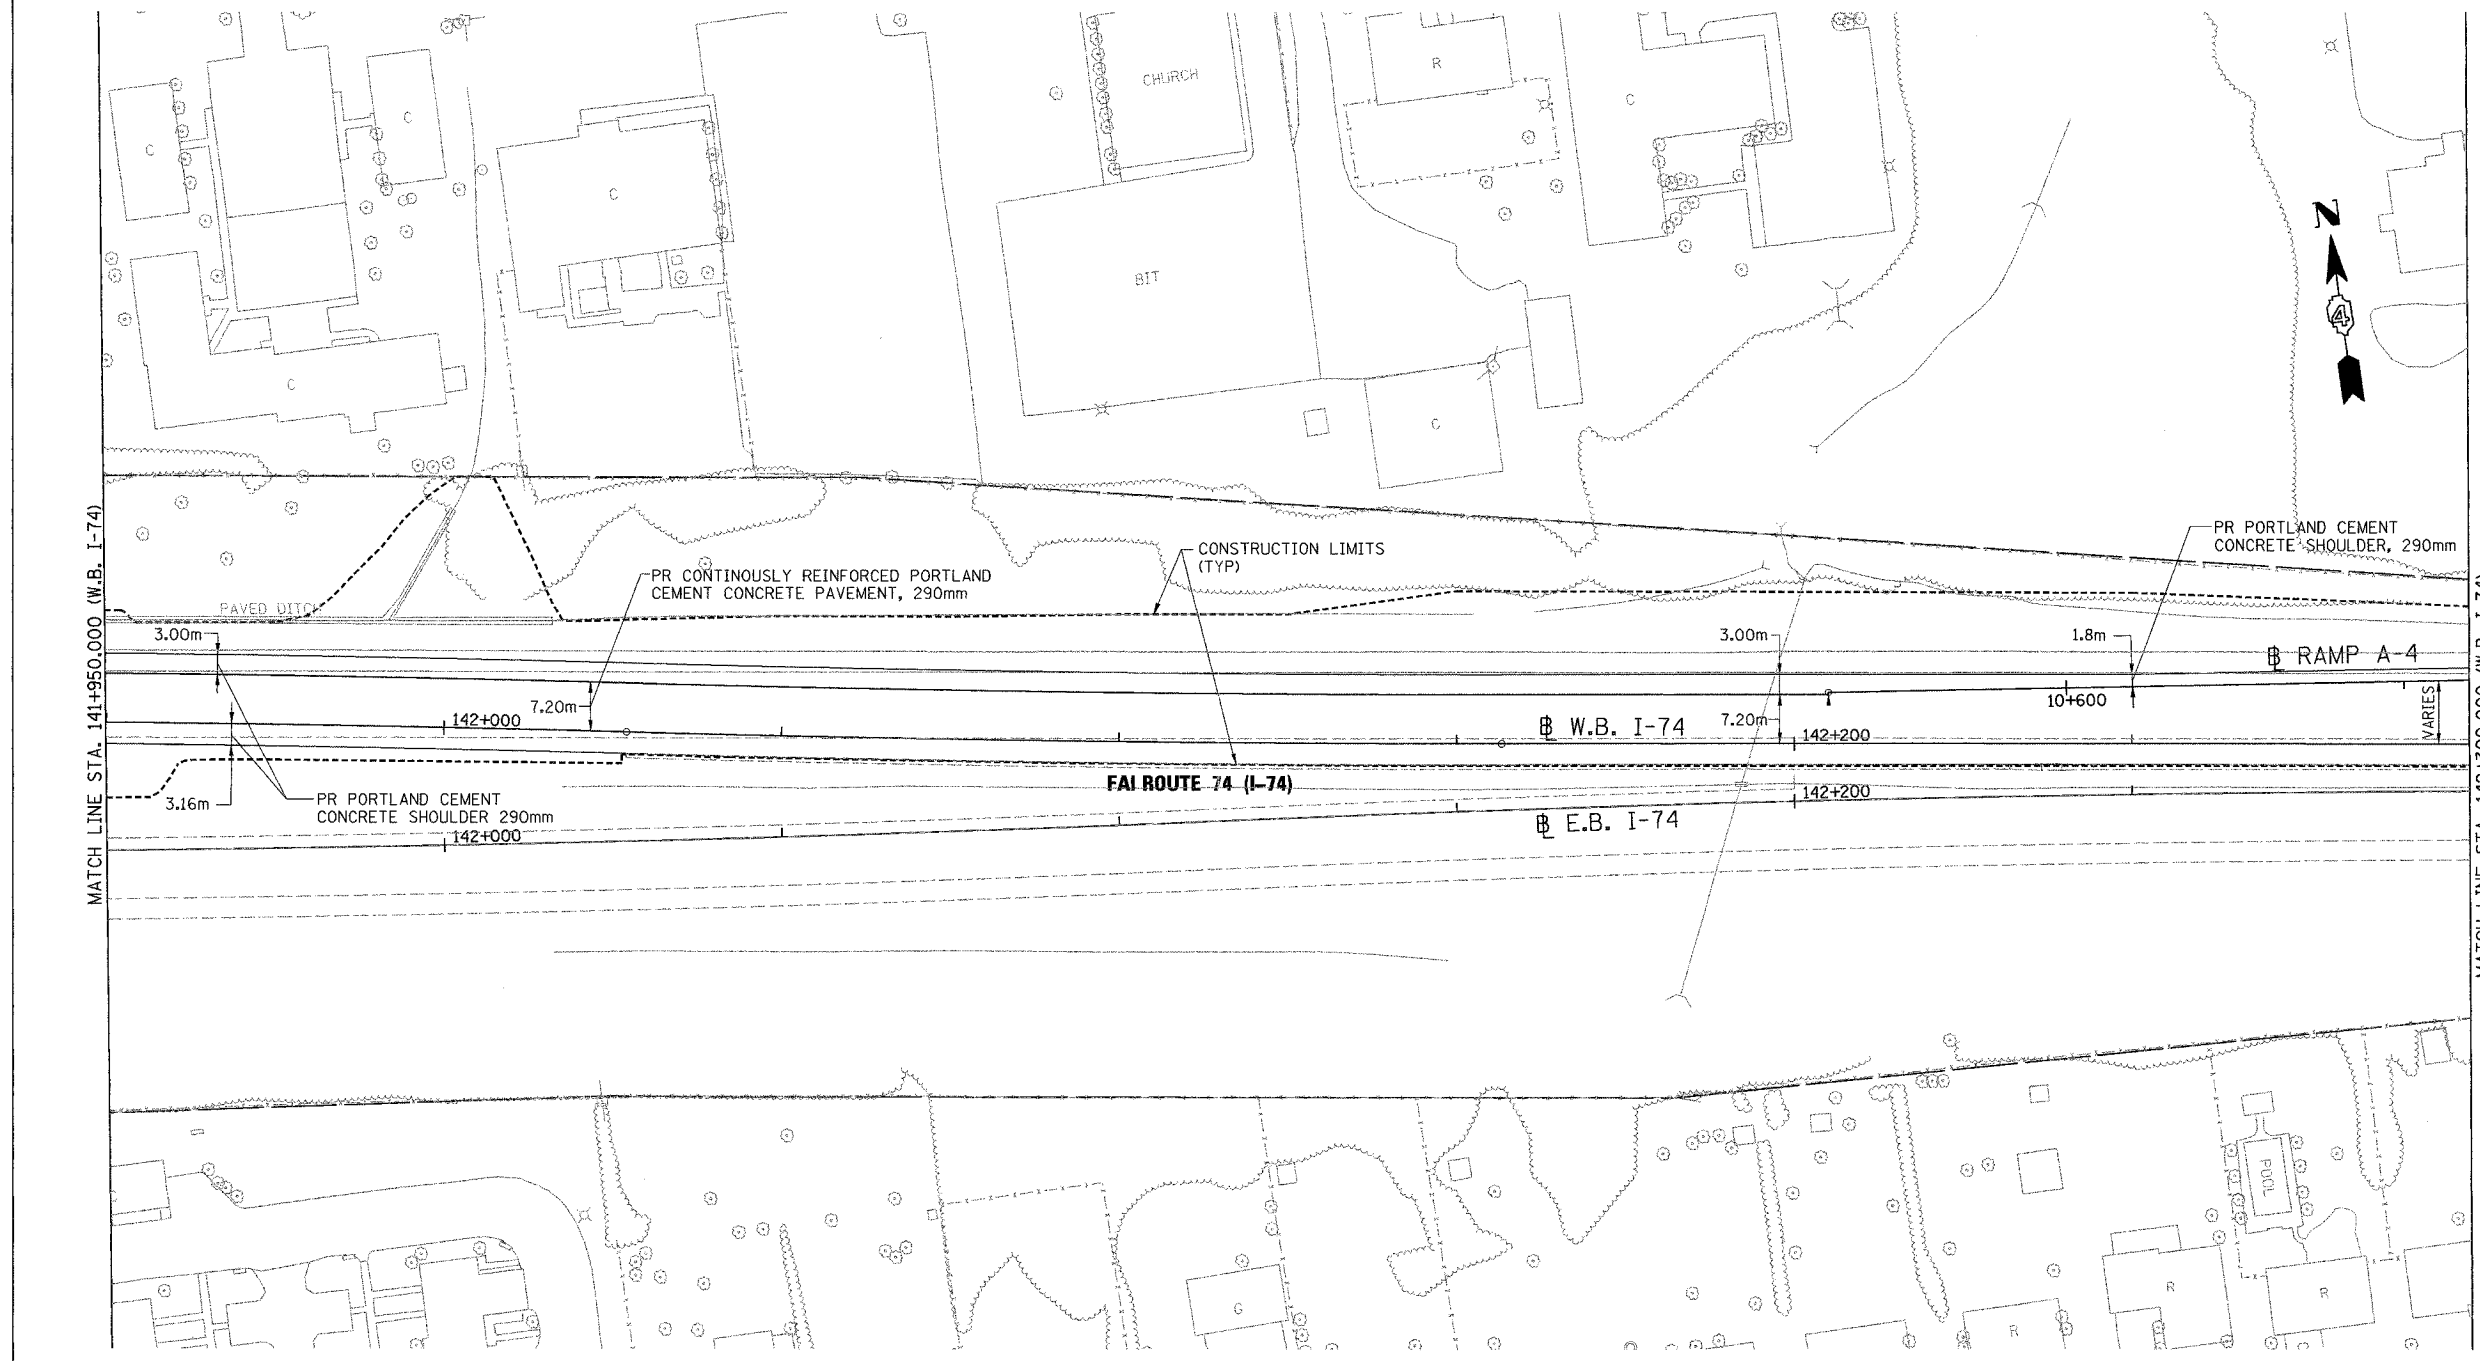 CHURCH
R
C
C
C
C
N
BIT
4
C
C
MATCH LINE STA. 141+950.000 (W.B. I-74)
PR PORTLAND CEMENT
CONCRETE SHOULDER, 290mm
CONSTRUCTION LIMITS
(TYP)
PR CONTINOUSLY REINFORCED PORTLAND
CEMENT CONCRETE PAVEMENT, 290mm
PAVED DITCH
3.00m
3.00m
1.8m
BL RAMP A-4
7.20m
10+600
VARIES
142+000
BL W.B. I-74
7.20m
142+200
FAI ROUTE 74 (I-74)
3.16m
PR PORTLAND CEMENT
CONCRETE SHOULDER 290mm
142+200
BL E.B. I-74
142+000
POOL
G
R
R
R